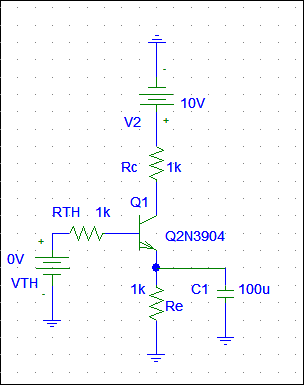 -
10V
V2
+
Rc 1k
Q1
RTH 1k
Q2N3904
+
0V
VTH
-
1k
Re
C1 100u